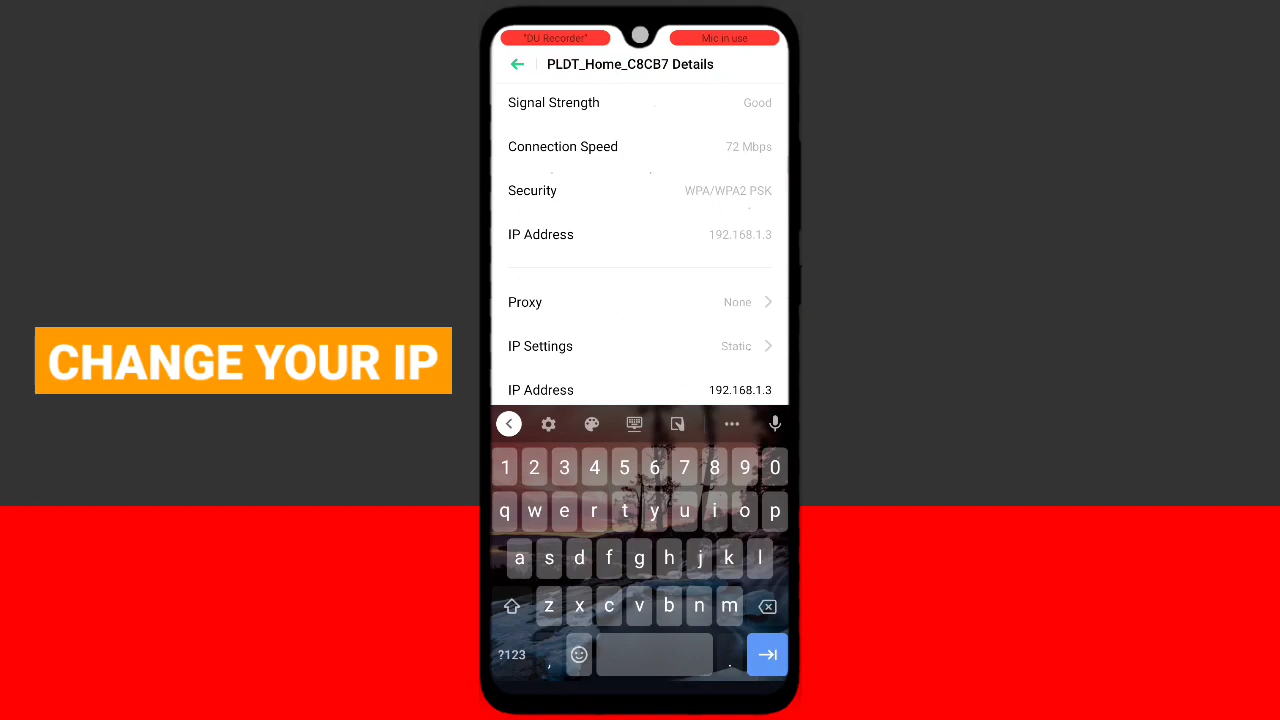 "DU Recorder" Mic in use
PLDT_Home_C8CB7 Details
Signal Strength Good
Connection Speed 72 Mbps
Security WPA/WPA2 PSK
IP Address 192.168.1.3
Proxy None
IP Settings Static
CHANGE YOUR IP
IP Address 192.168.1.3
1 2 3 4 5 6 7 8 9 0
q w e r t y u i o p
a s d f g h j k l
z x c v b n m
?123 , .